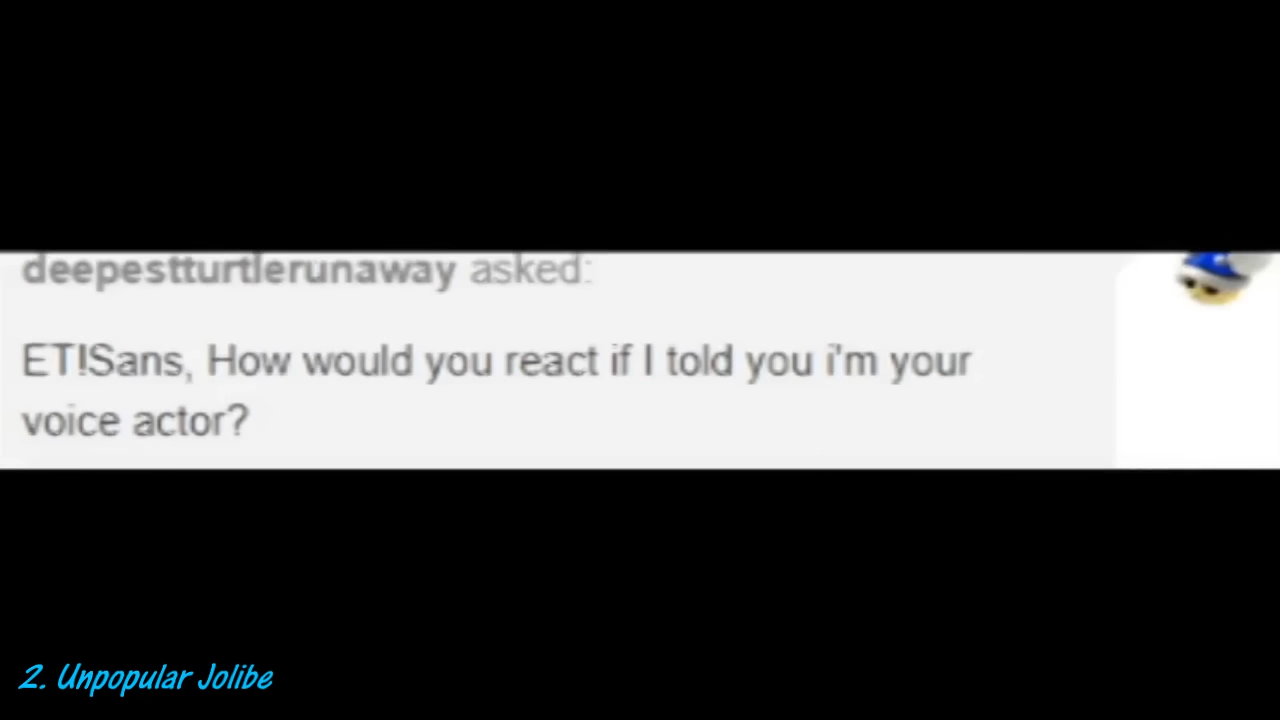 deepestturtlerunaway asked:
ET!Sans, How would you react if I told you i'm your
voice actor?
2. Unpopular Jolibe